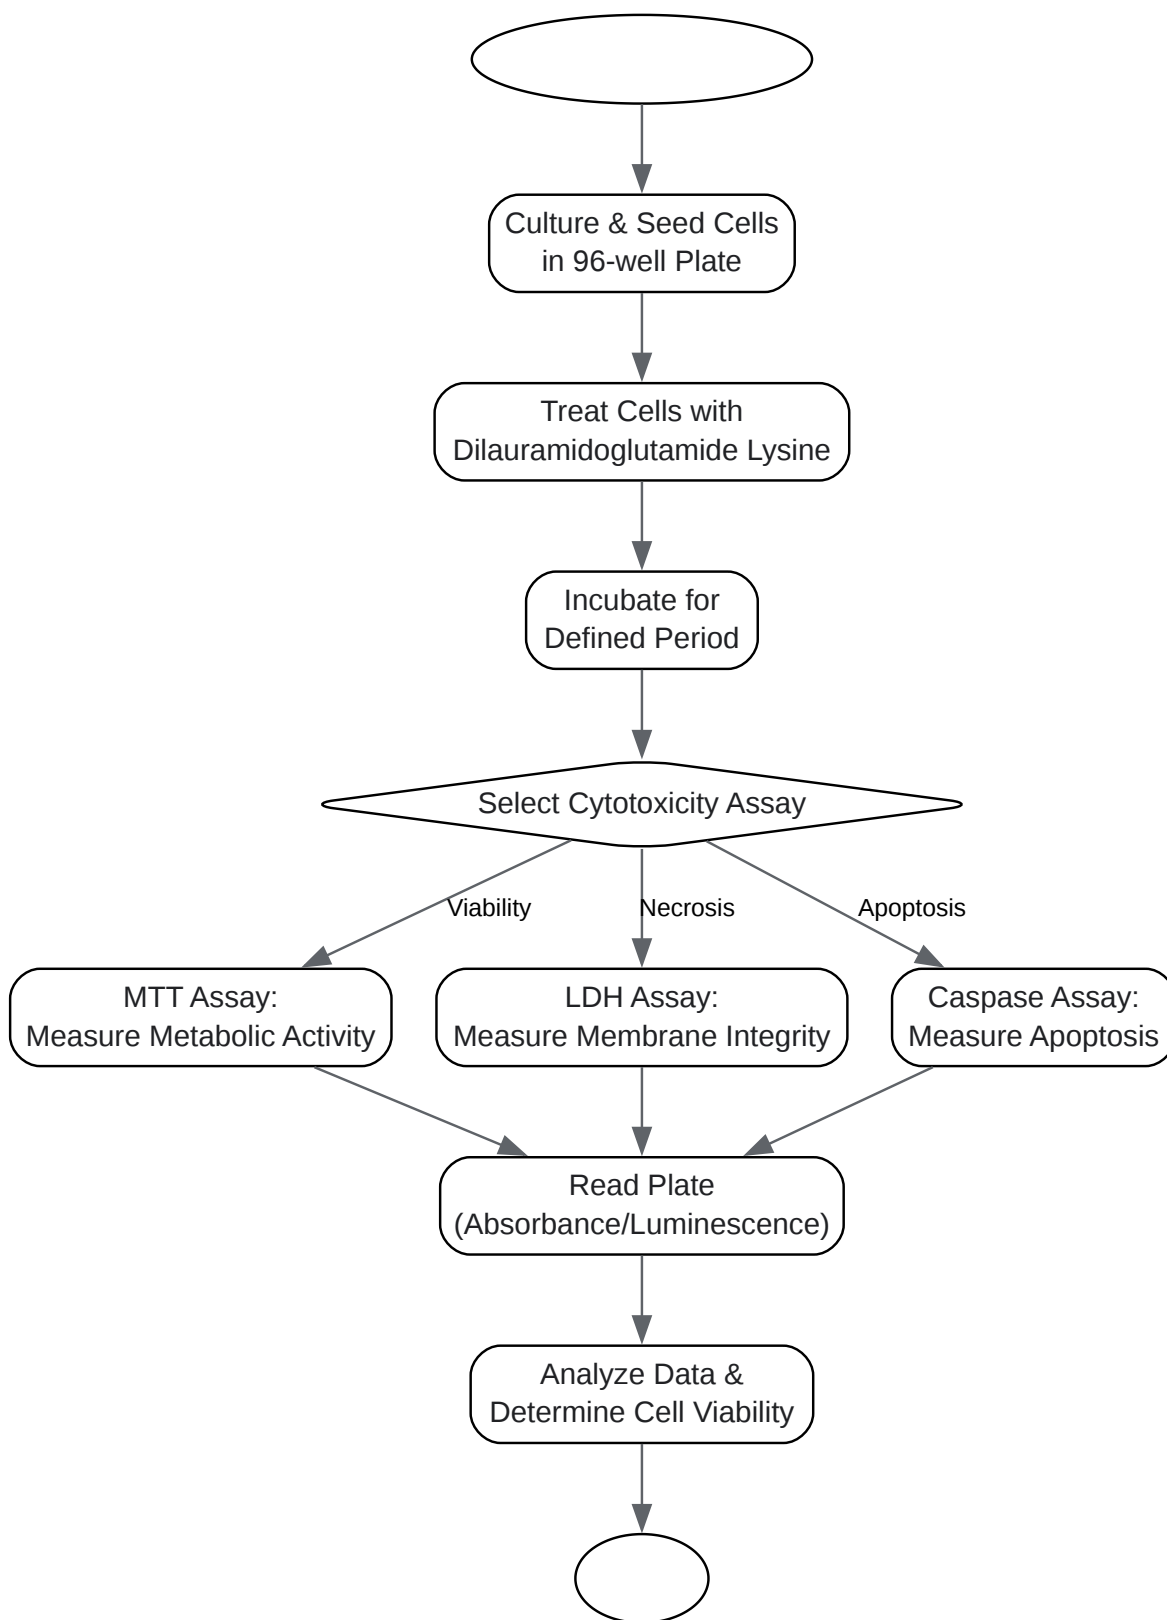 Culture & Seed Cells
in 96-well Plate
Treat Cells with
Dilauramidoglutamide Lysine
Incubate for
Defined Period
Select Cytotoxicity Assay
Viability
Necrosis
Apoptosis
MTT Assay:
Measure Metabolic Activity
LDH Assay:
Measure Membrane Integrity
Caspase Assay:
Measure Apoptosis
Read Plate
(Absorbance/Luminescence)
Analyze Data &
Determine Cell Viability